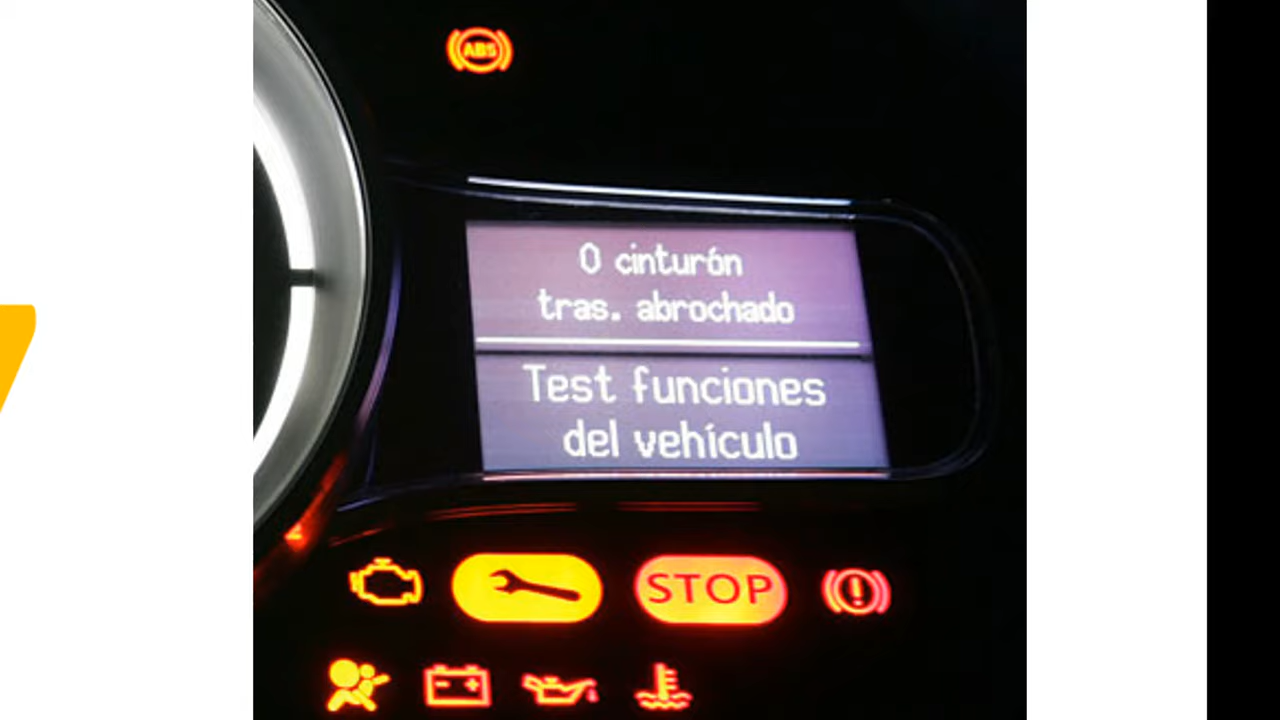 ABS
0 cinturón
tras. abrochado
Test funciones
del vehículo
STOP